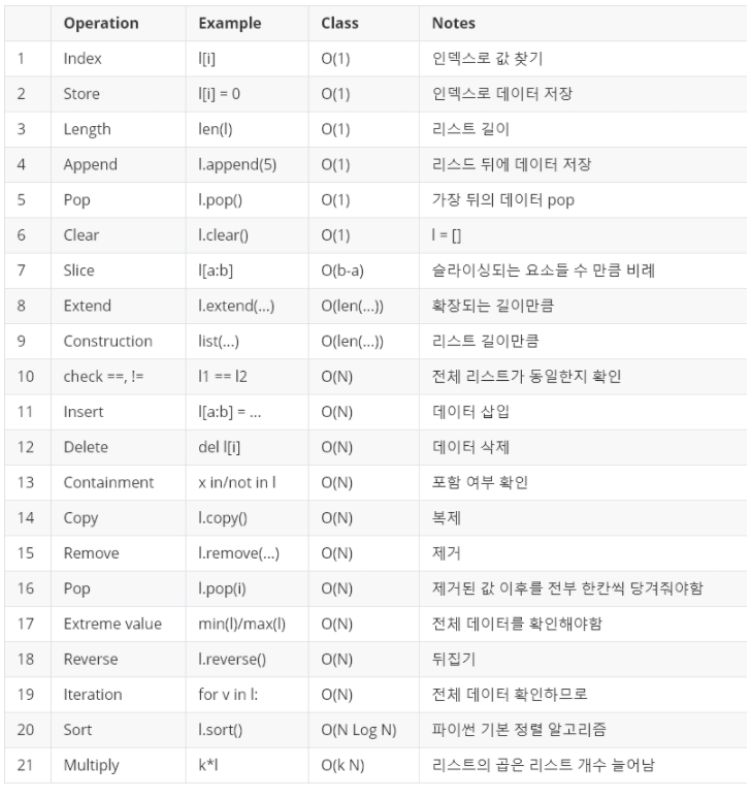 Operation Example Class Notes
1 Index l[i] O(1) 인덱스로 값 찾기
2 Store l[i] = 0 O(1) 인덱스로 데이터 저장
3 Length len(l) O(1) 리스트 길이
4 Append l.append(5) O(1) 리스드 뒤에 데이터 저장
5 Pop l.pop() O(1) 가장 뒤의 데이터 pop
6 Clear l.clear() O(1) l = []
7 Slice l[a:b] O(b-a) 슬라이싱되는 요소들 수 만큼 비례
8 Extend l.extend(...) O(len(...)) 확장되는 길이만큼
9 Construction list(...) O(len(...)) 리스트 길이만큼
10 check ==, != l1 == l2 O(N) 전체 리스트가 동일한지 확인
11 Insert l[a:b] = ... O(N) 데이터 삽입
12 Delete del l[i] O(N) 데이터 삭제
13 Containment x in/not in l O(N) 포함 여부 확인
14 Copy l.copy() O(N) 복제
15 Remove l.remove(...) O(N) 제거
16 Pop l.pop(i) O(N) 제거된 값 이후를 전부 한칸씩 당겨줘야함
17 Extreme value min(l)/max(l) O(N) 전체 데이터를 확인해야함
18 Reverse l.reverse() O(N) 뒤집기
19 Iteration for v in l: O(N) 전체 데이터 확인하므로
20 Sort l.sort() O(N Log N) 파이썬 기본 정렬 알고리즘
21 Multiply k*l O(k N) 리스트의 곱은 리스트 개수 늘어남